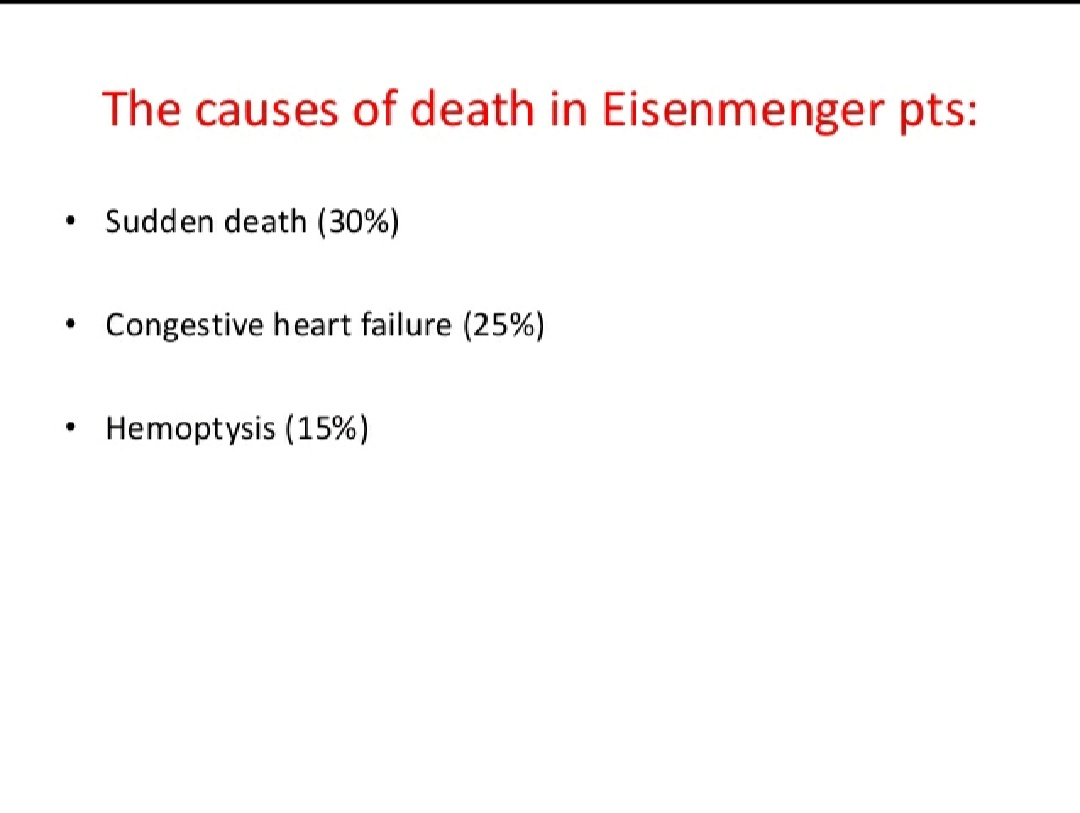 The causes of death in Eisenmenger pts:
• Sudden death (30%)
• Congestive heart failure (25%)
• Hemoptysis (15%)